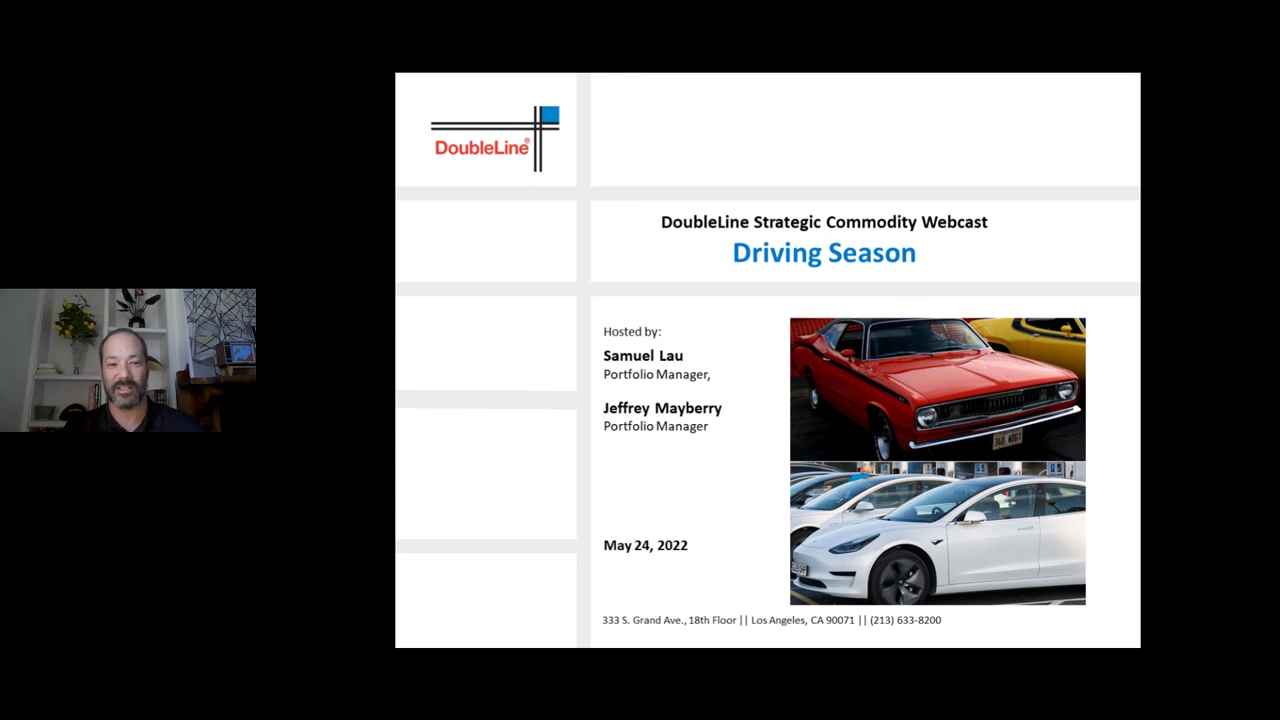 DoubleLine®
DoubleLine Strategic Commodity Webcast
Driving Season
Hosted by:
Samuel Lau
Portfolio Manager,
Jeffrey Mayberry
Portfolio Manager
May 24, 2022
333 S. Grand Ave., 18th Floor || Los Angeles, CA 90071 || (213) 633-8200